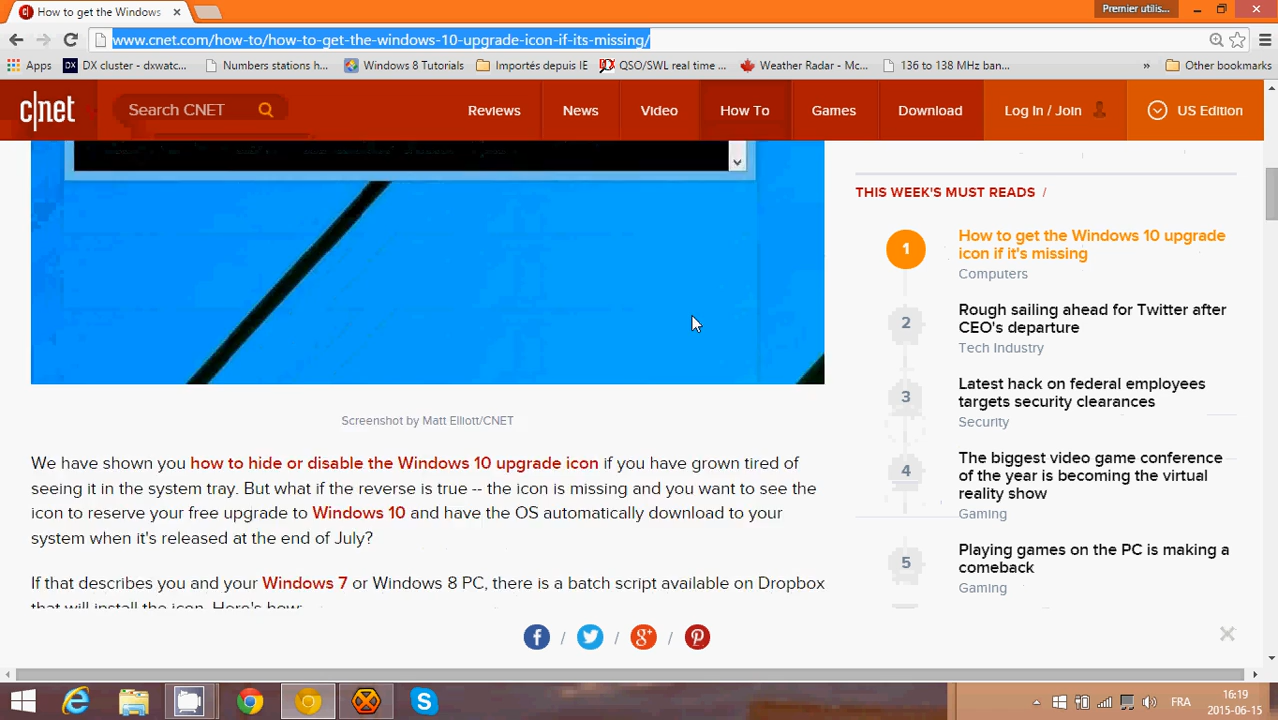 How to get the Windows
Premier utilis...
www.cnet.com/how-to/how-to-get-the-windows-10-upgrade-icon-if-its-missing/
Apps DX cluster - dxwatc... Numbers stations h... Windows 8 Tutorials Importés depuis IE QSO/SWL real time ... Weather Radar - Mc... 136 to 138 MHz ban... » Other bookmarks
c|net Search CNET Reviews News Video How To Games Download Log In / Join US Edition
THIS WEEK'S MUST READS /
1
How to get the Windows 10 upgrade
icon if it's missing
Computers
2
Rough sailing ahead for Twitter after
CEO's departure
Tech Industry
3
Latest hack on federal employees
targets security clearances
Security
4
The biggest video game conference
of the year is becoming the virtual
reality show
Gaming
5
Playing games on the PC is making a
comeback
Gaming
Screenshot by Matt Elliott/CNET
We have shown you how to hide or disable the Windows 10 upgrade icon if you have grown tired of
seeing it in the system tray. But what if the reverse is true -- the icon is missing and you want to see the
icon to reserve your free upgrade to Windows 10 and have the OS automatically download to your
system when it's released at the end of July?
If that describes you and your Windows 7 or Windows 8 PC, there is a batch script available on Dropbox
that will install the icon. Here's how:
f / / g+ / /
FRA
16:19
2015-06-15